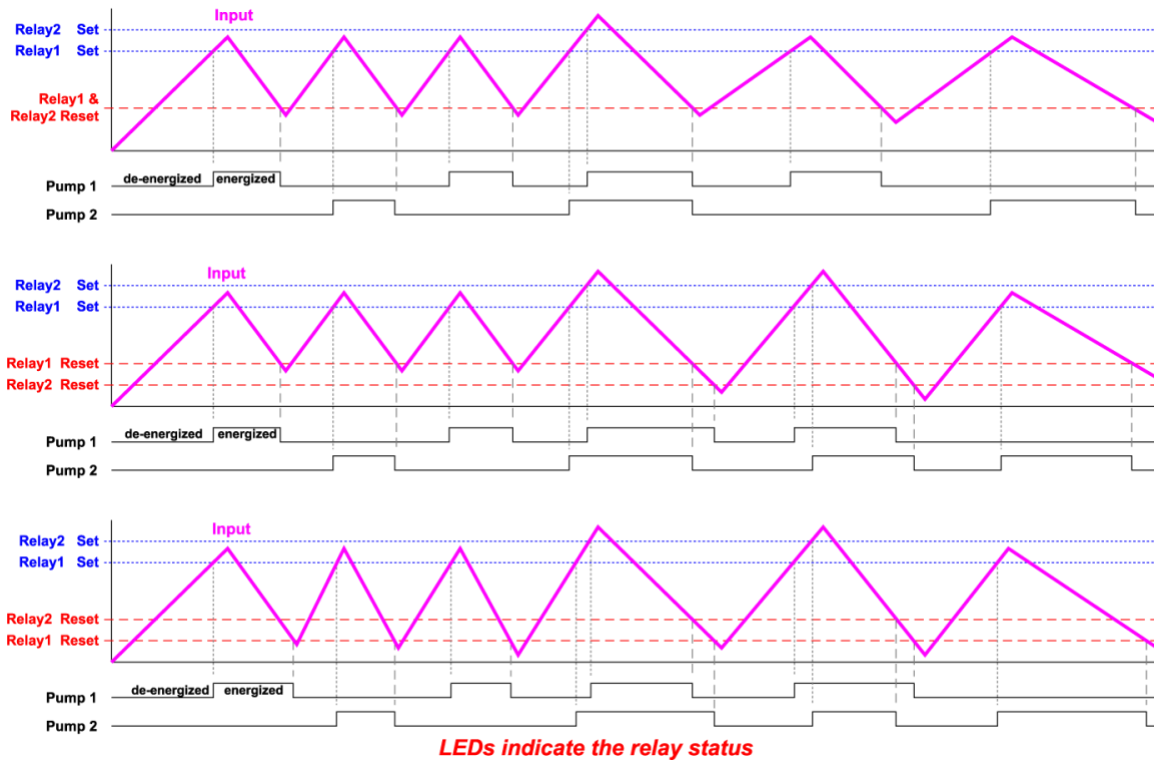 Input
Relay2 Set
Relay1 Set
Relay1 &
Relay2 Reset
de-energized energized
Pump 1
Pump 2
Input
Relay2 Set
Relay1 Set
Relay1 Reset
Relay2 Reset
de-energized energized
Pump 1
Pump 2
Input
Relay2 Set
Relay1 Set
Relay2 Reset
Relay1 Reset
de-energized energized
Pump 1
Pump 2
LEDs indicate the relay status